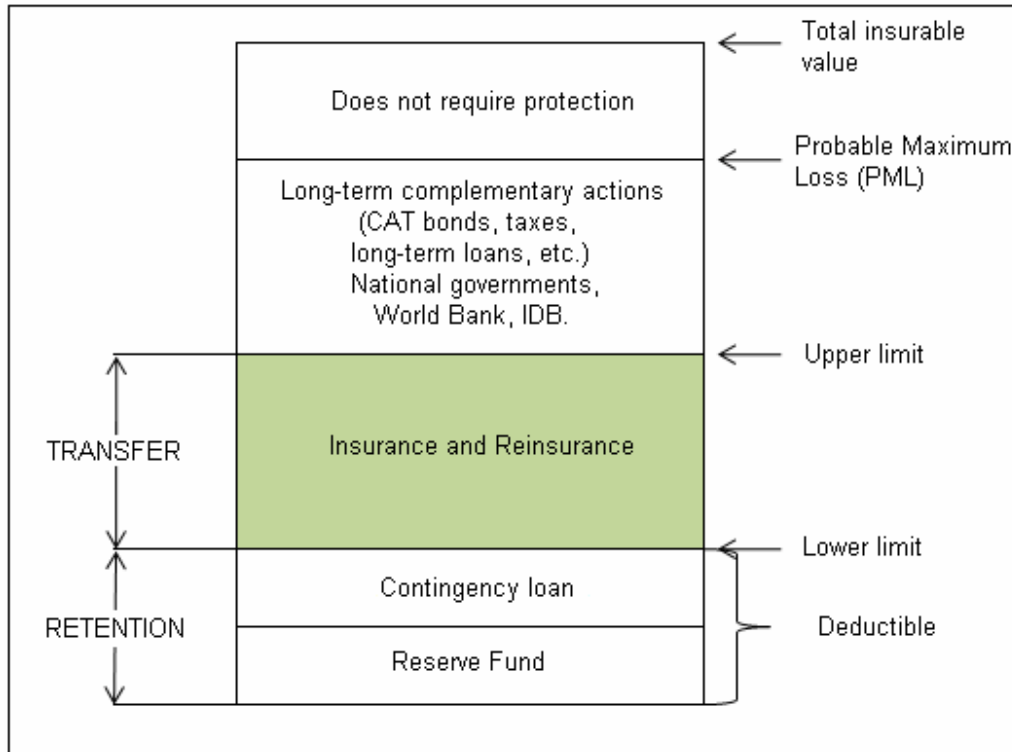 Total insurable
value
Does not require protection
Probable Maximum
Loss (PML)
Long-term complementary actions
(CAT bonds, taxes,
long-term loans, etc.)
National governments,
World Bank, IDB.
Upper limit
TRANSFER
Insurance and Reinsurance
Lower limit
Contingency loan
RETENTION
Deductible
Reserve Fund